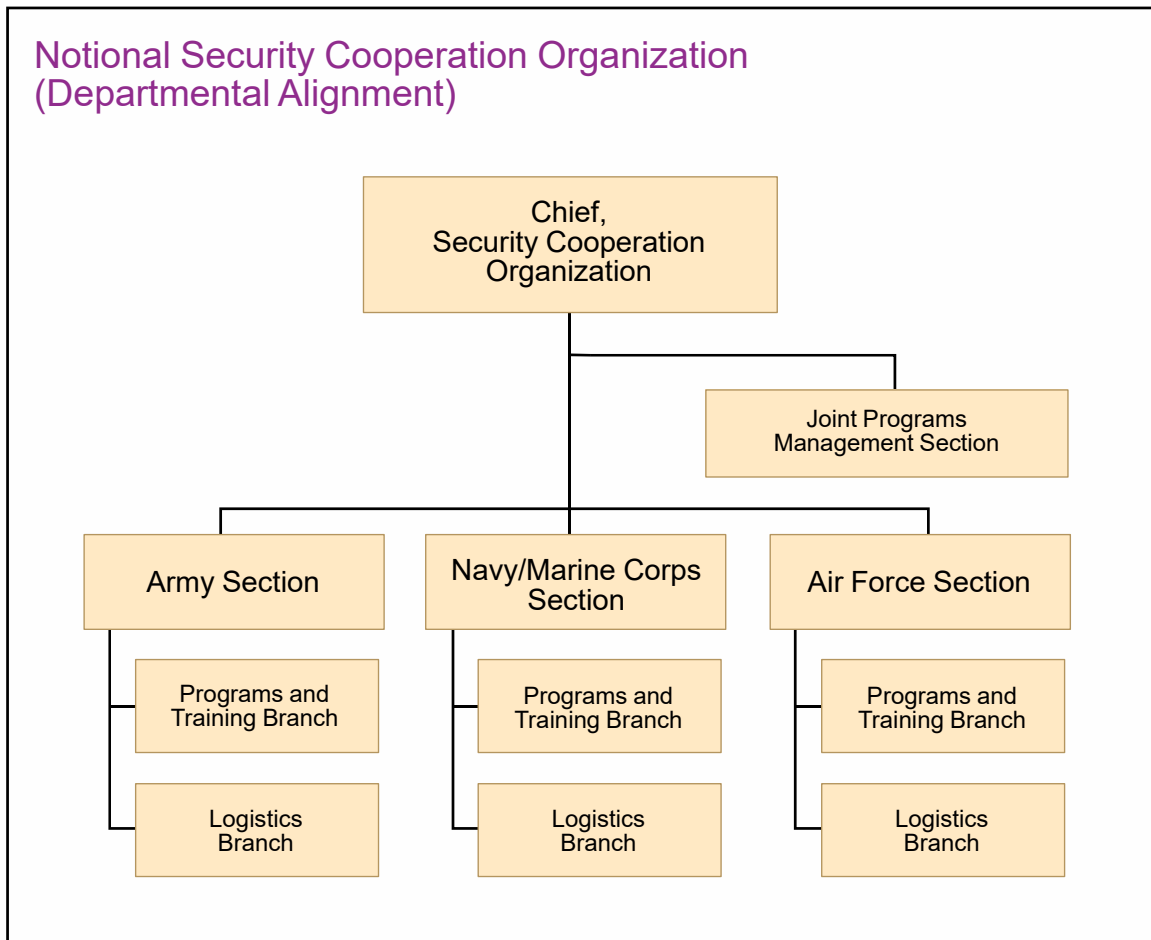 Notional Security Cooperation Organization
(Departmental Alignment)
Chief,
Security Cooperation
Organization
Joint Programs
Management Section
Army Section
Navy/Marine Corps
Section
Air Force Section
Programs and
Training Branch
Programs and
Training Branch
Programs and
Training Branch
Logistics
Branch
Logistics
Branch
Logistics
Branch